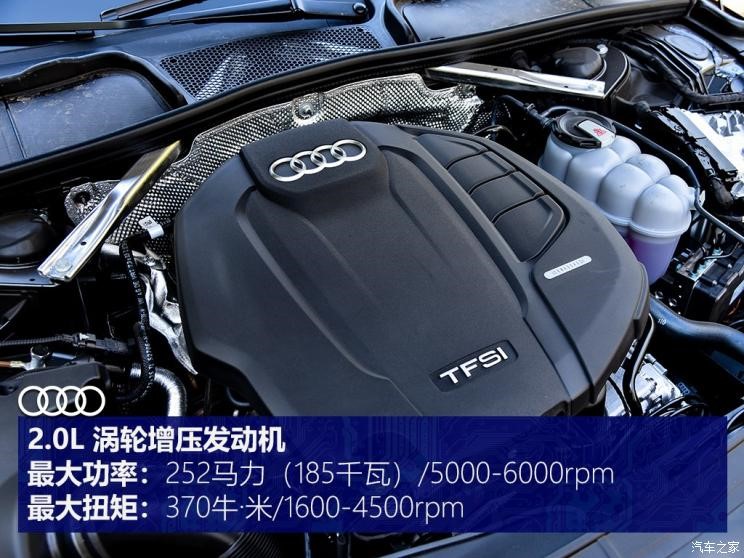 TFSI
2.0L 涡轮增压发动机
最大功率：252马力（185千瓦）/5000-6000rpm
最大扭矩：370牛·米/1600-4500rpm
汽车之家